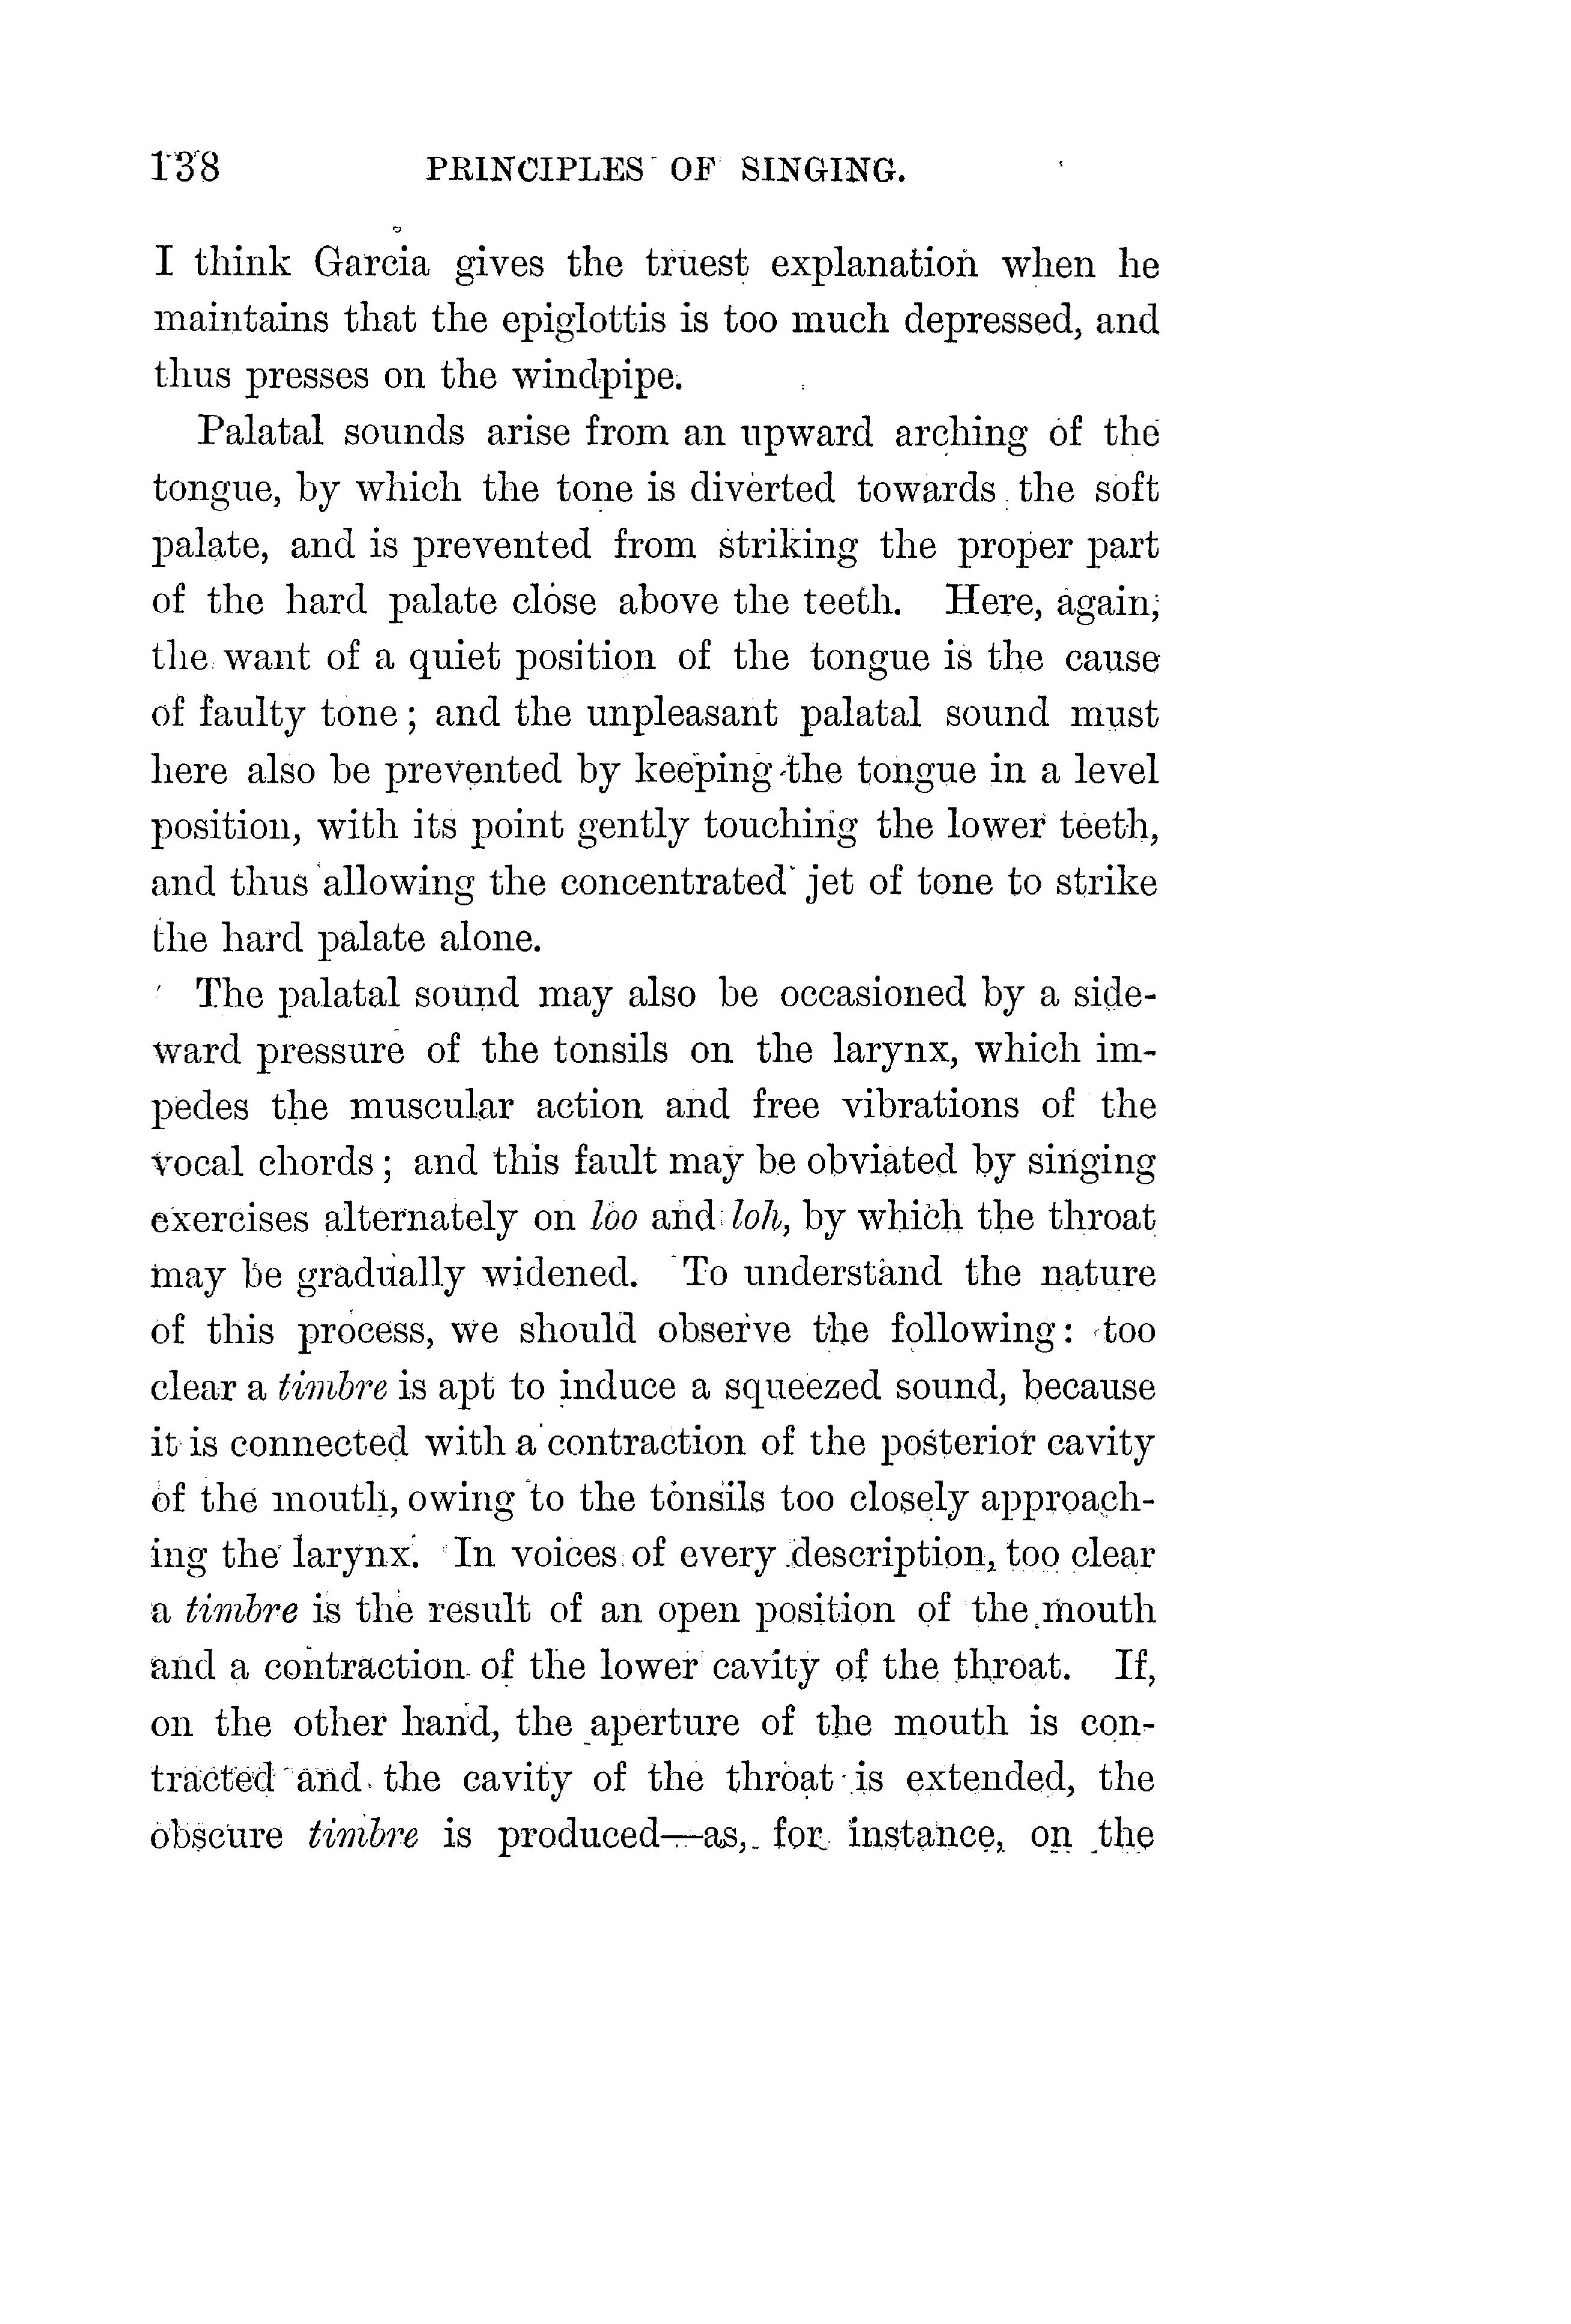 138 PRINCIPLES OF SINGING.
I think Garcia gives the truest explanation when he
maintains that the epiglottis is too much depressed, and
thus presses on the windpipe.
Palatal sounds arise from an upward arching of the
tongue, by which the tone is diverted towards the soft
palate, and is prevented from striking the proper part
of the hard palate close above the teeth. Here, again,
the want of a quiet position of the tongue is the cause
of faulty tone; and the unpleasant palatal sound must
here also be prevented by keeping the tongue in a level
position, with its point gently touching the lower teeth,
and thus allowing the concentrated jet of tone to strike
the hard palate alone.
The palatal sound may also be occasioned by a side-
ward pressure of the tonsils on the larynx, which im-
pedes the muscular action and free vibrations of the
vocal chords; and this fault may be obviated by singing
exercises alternately on loo and loh, by which the throat
may be gradually widened. To understand the nature
of this process, we should observe the following: too
clear a timbre is apt to induce a squeezed sound, because
it is connected with a contraction of the posterior cavity
of the mouth, owing to the tonsils too closely approach-
ing the larynx. In voices of every description, too clear
a timbre is the result of an open position of the mouth
and a contraction of the lower cavity of the throat. If,
on the other hand, the aperture of the mouth is con-
tracted and the cavity of the throat is extended, the
obscure timbre is produced—as, for instance, on the